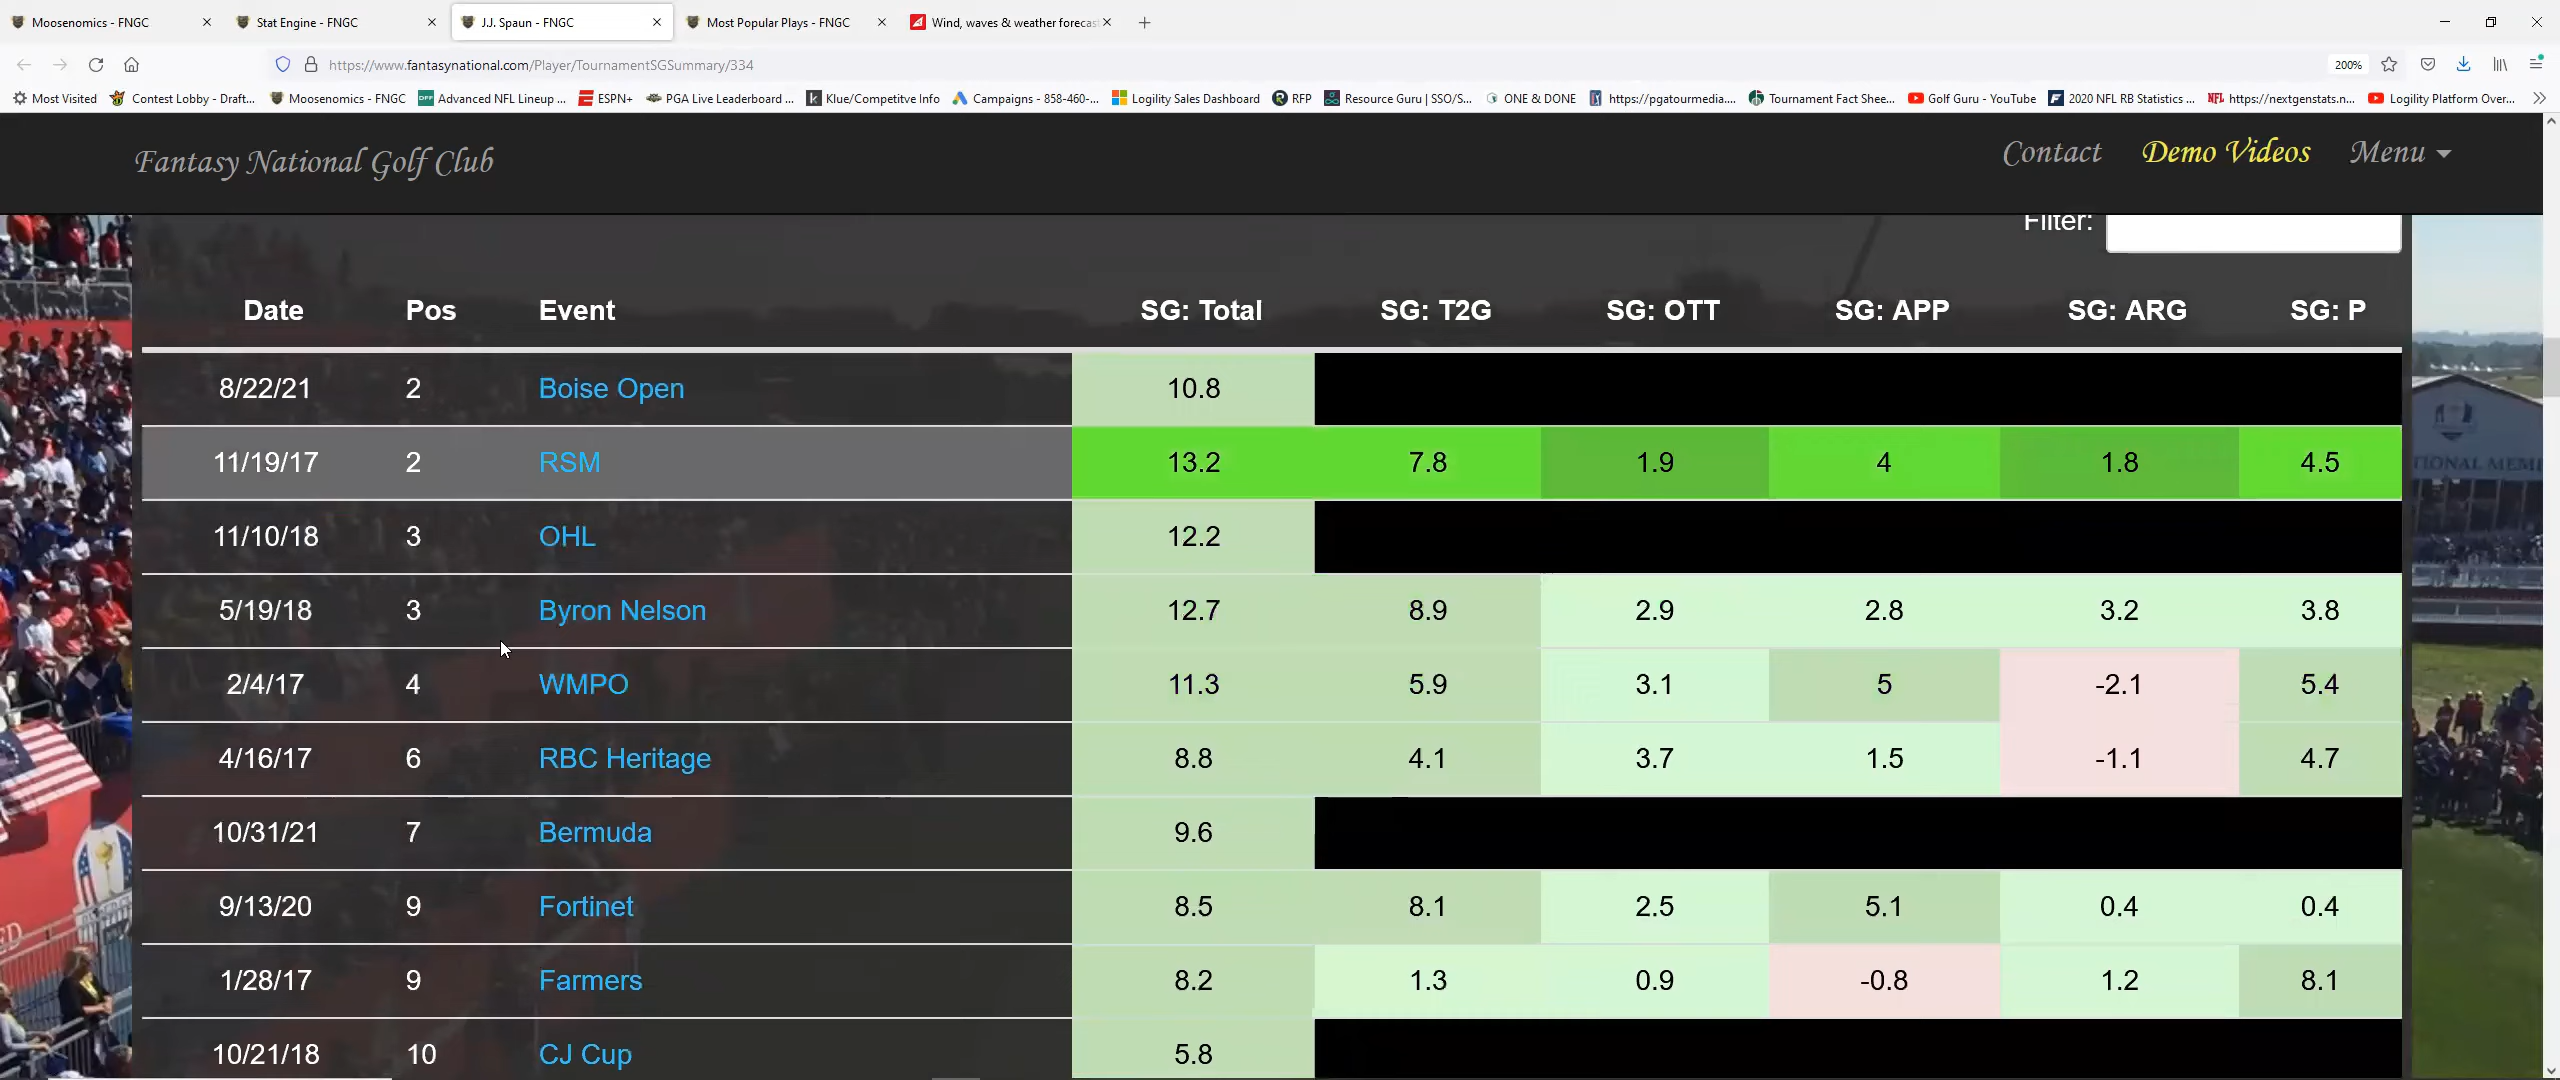 Moosenomics - FNGC
Stat Engine - FNGC
J.J. Spaun - FNGC
Most Popular Plays - FNGC
Wind, waves & weather forecas
https://www.fantasynational.com/Player/TournamentSGSummary/334
200%
Most Visited
Contest Lobby - Draft...
Moosenomics - FNGC
Advanced NFL Lineup ...
ESPN+
PGA Live Leaderboard ...
Klue/Competitve Info
Campaigns - 858-460-...
Logility Sales Dashboard
RFP
Resource Guru | SSO/S...
ONE & DONE
https://pgatourmedia....
Tournament Fact Shee...
Golf Guru - YouTube
2020 NFL RB Statistics ...
https://nextgenstats.n...
Logility Platform Over...
Fantasy National Golf Club
Contact Demo Videos Menu
Filter:
Date Pos Event SG: Total SG: T2G SG: OTT SG: APP SG: ARG SG: P
8/22/21 2 Boise Open 10.8
11/19/17 2 RSM 13.2 7.8 1.9 4 1.8 4.5
11/10/18 3 OHL 12.2
5/19/18 3 Byron Nelson 12.7 8.9 2.9 2.8 3.2 3.8
2/4/17 4 WMPO 11.3 5.9 3.1 5 -2.1 5.4
4/16/17 6 RBC Heritage 8.8 4.1 3.7 1.5 -1.1 4.7
10/31/21 7 Bermuda 9.6
9/13/20 9 Fortinet 8.5 8.1 2.5 5.1 0.4 0.4
1/28/17 9 Farmers 8.2 1.3 0.9 -0.8 1.2 8.1
10/21/18 10 CJ Cup 5.8